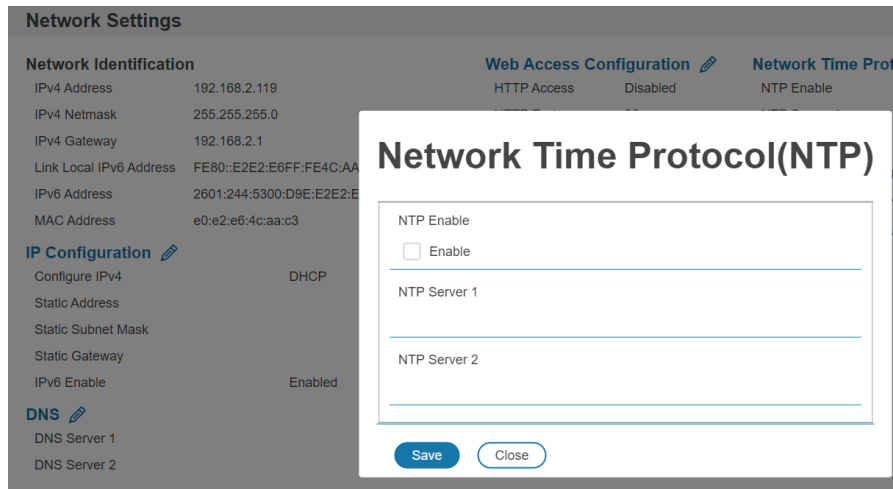 Network Settings
Network Identification
IPv4 Address 192.168.2.119
IPv4 Netmask 255.255.255.0
IPv4 Gateway 192.168.2.1
Link Local IPv6 Address FE80::E2E2:E6FF:FE4C:AA
IPv6 Address 2601:244:5300:D9E:E2E2:E
MAC Address e0:e2:e6:4c:aa:c3
IP Configuration
Configure IPv4 DHCP
Static Address
Static Subnet Mask
Static Gateway
IPv6 Enable Enabled
DNS
DNS Server 1
DNS Server 2
Web Access Configuration
HTTP Access Disabled
Network Time Prot
NTP Enable
Network Time Protocol(NTP)
NTP Enable
Enable
NTP Server 1
NTP Server 2
Save Close